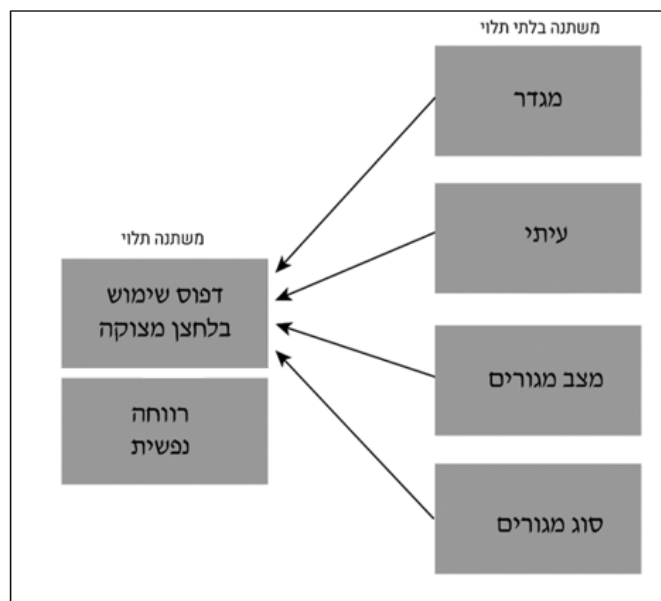 משתנה בלתי תלוי
מגדר
עיתי
מצב מגורים
סוג מגורים
משתנה תלוי
דפוס שימוש
בלחצן מצוקה
רווחה
נפשית